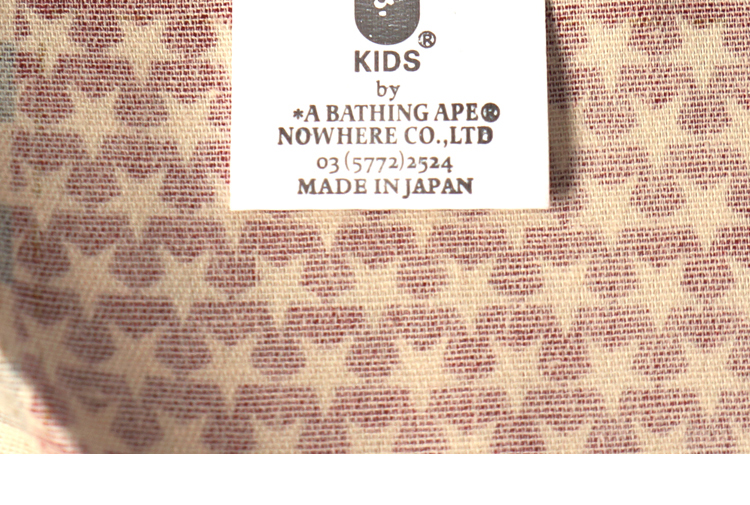 KIDS®
by
*A BATHING APE®
NOWHERE CO.,LTD
03(5772)2524
MADE IN JAPAN